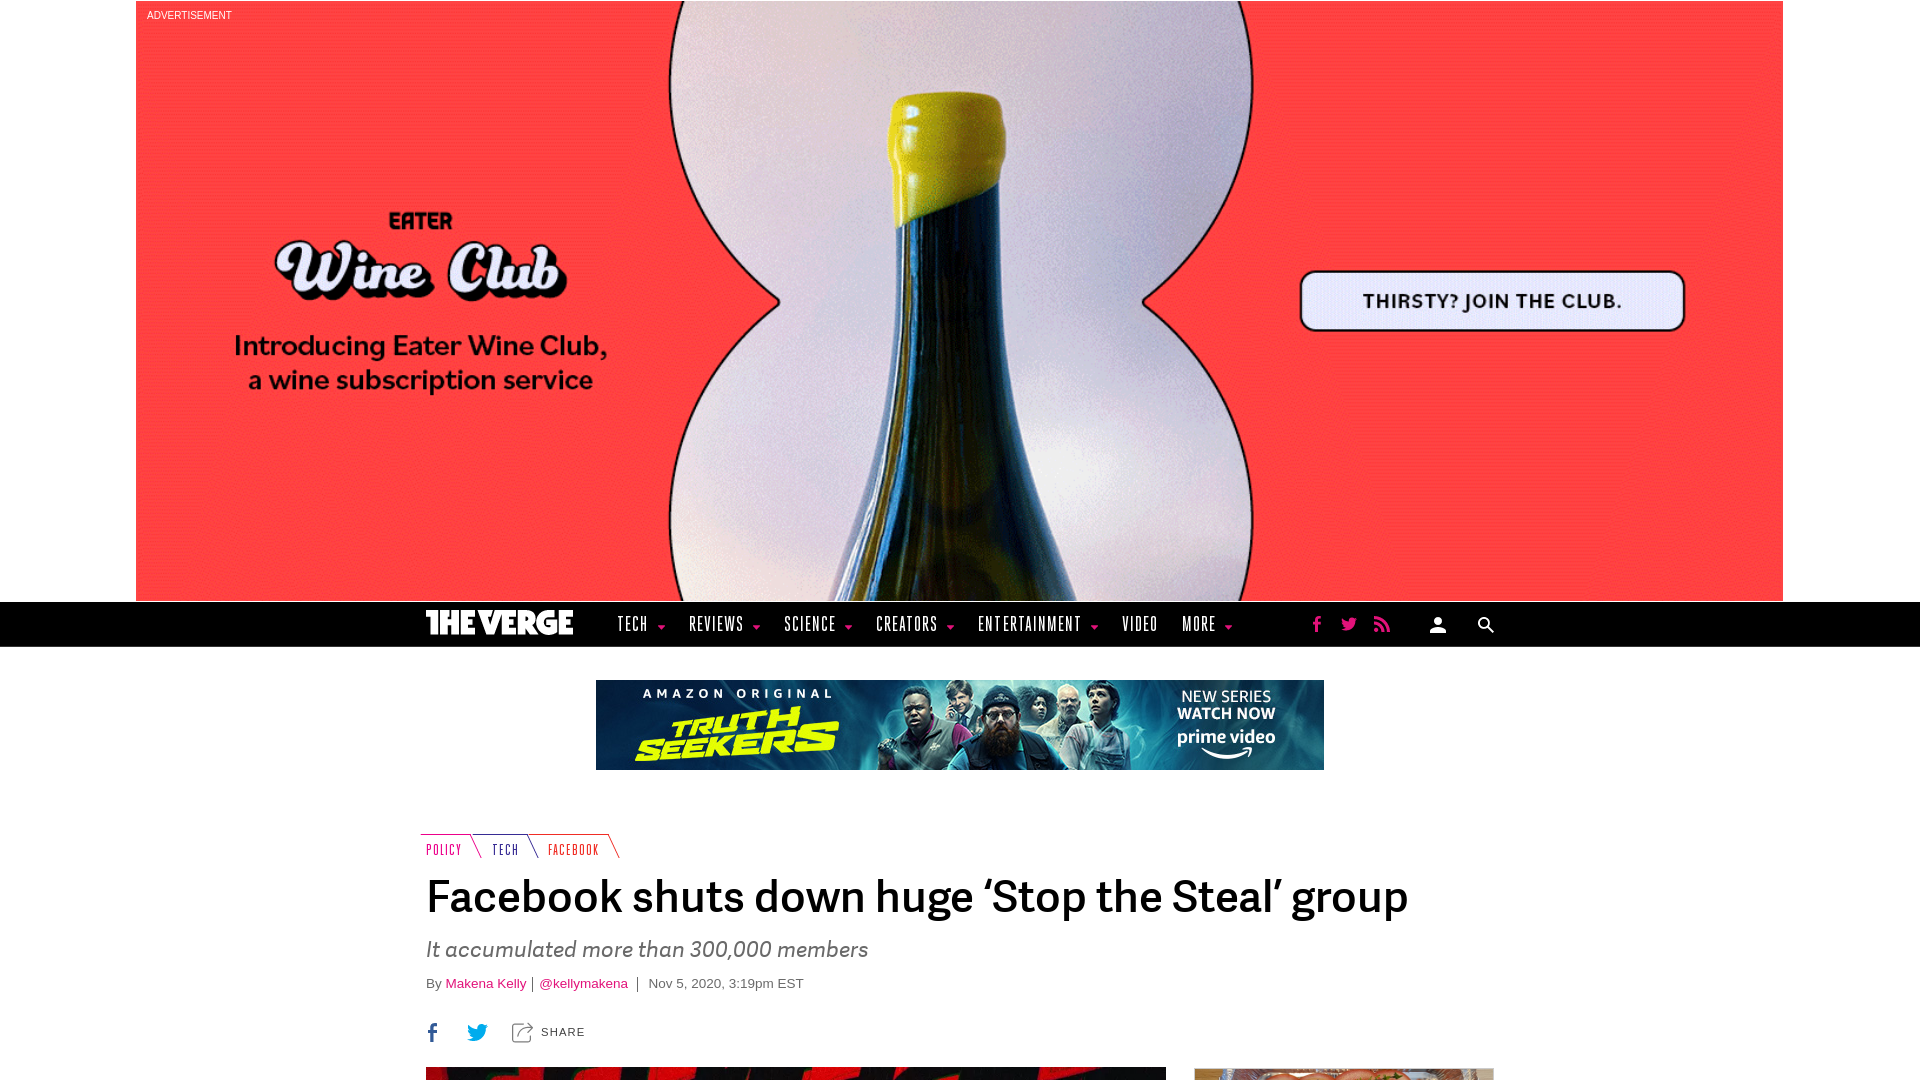 ADVERTISEMENT
EATER
Wine Club
Introducing Eater Wine Club,
a wine subscription service
THIRSTY? JOIN THE CLUB.
THE VERGE
TECH
REVIEWS
SCIENCE
CREATORS
ENTERTAINMENT
VIDEO
MORE
AMAZON ORIGINAL
TRUTH
SEEKERS
NEW SERIES
WATCH NOW
prime video
POLICY
TECH
FACEBOOK
Facebook shuts down huge ‘Stop the Steal’ group
It accumulated more than 300,000 members
By Makena Kelly | @kellymakena | Nov 5, 2020, 3:19pm EST
SHARE